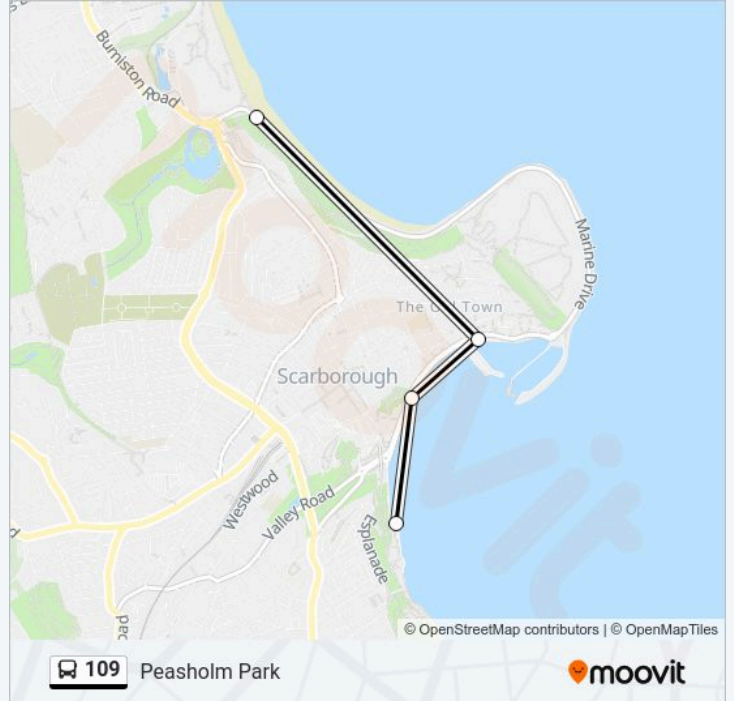 Burniston Road
Marine Drive
The Old Town
Scarborough
Westwood
Valley Road
Esplanade
© OpenStreetMap contributors | © OpenMapTiles
109 Peasholm Park
moovit